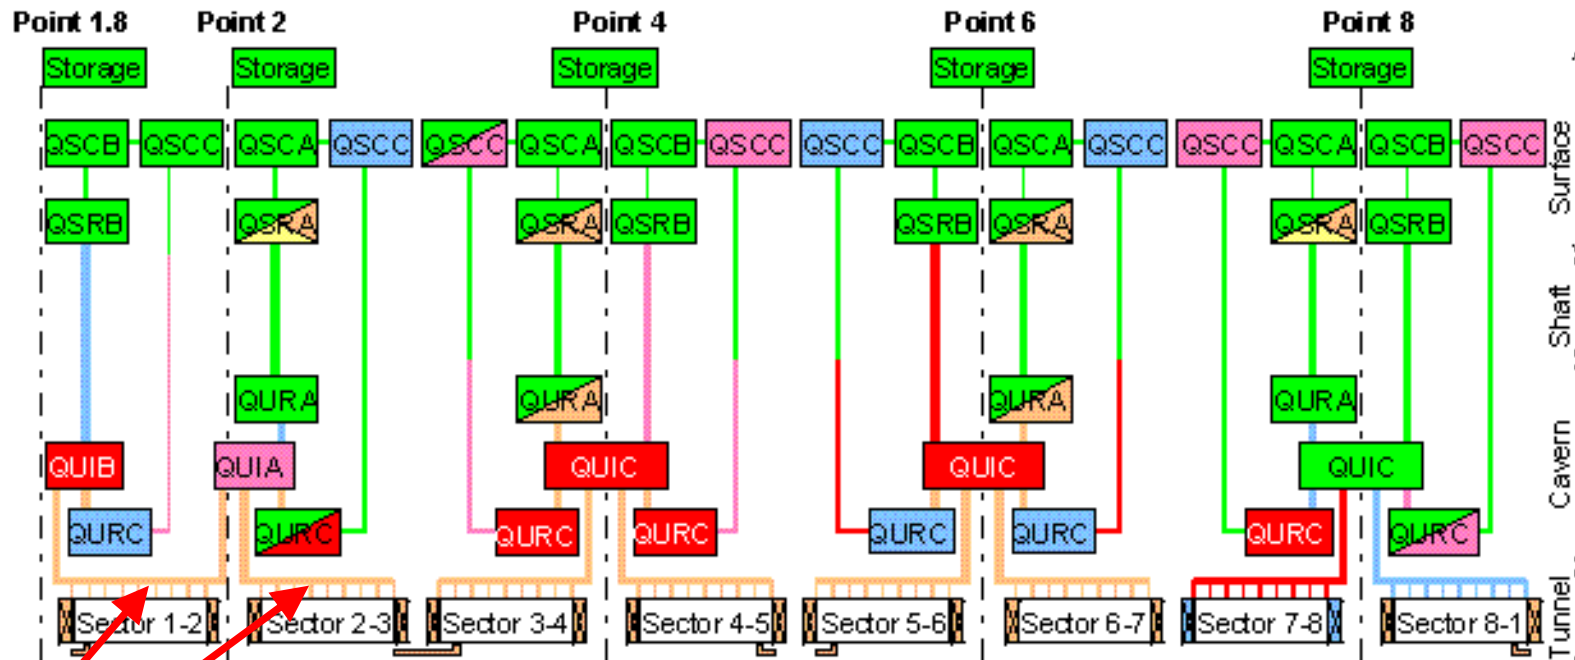 Point 1.8 Point 2 Point 4 Point 6 Point 8
Storage Storage Storage Storage Storage
QSCB QSCC QSCA QSCC QSCC QSCA QSCB QSCC QSCC QSCB QSCA QSCC QSCC QSCA QSCB QSCC
Surface
QSRB QSRA QSRA QSRB QSRB QSRA QSRA QSRB
Shaft
QURA QURA QURA QURA
QUIB QUIA QUIC QUIC QUIC
Cavern
QURC QURC QURC QURC QURC QURC QURC QURC
Sector 1-2 Sector 2-3 Sector 3-4 Sector 4-5 Sector 5-6 Sector 6-7 Sector 7-8 Sector 8-1
Tunnel